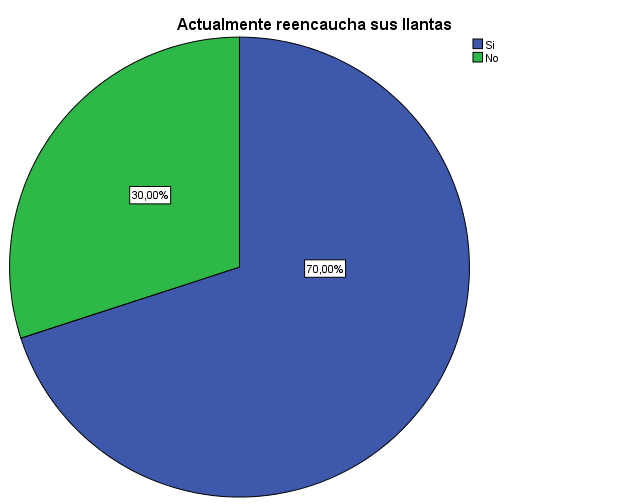 Actualmente reencaucha sus llantas
Si
No
30,00%
70,00%